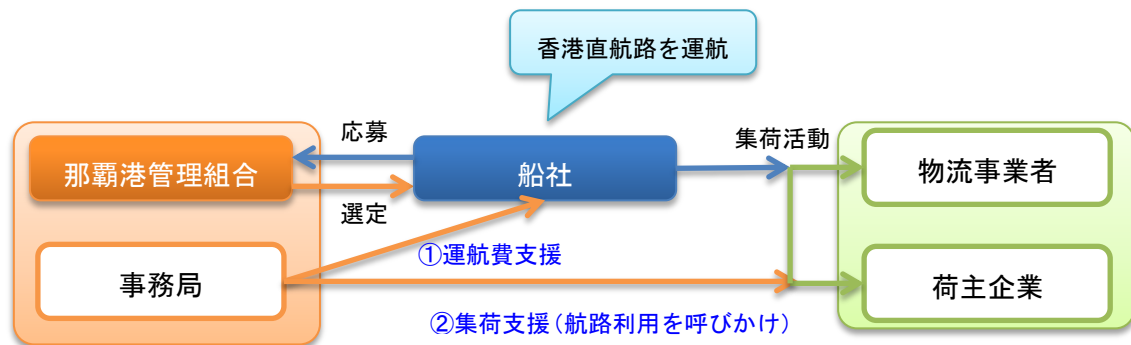 香港直航路を運航
応募
集荷活動
那覇港管理組合
船社
物流事業者
選定
①運航費支援
事務局
荷主企業
②集荷支援(航路利用を呼びかけ)